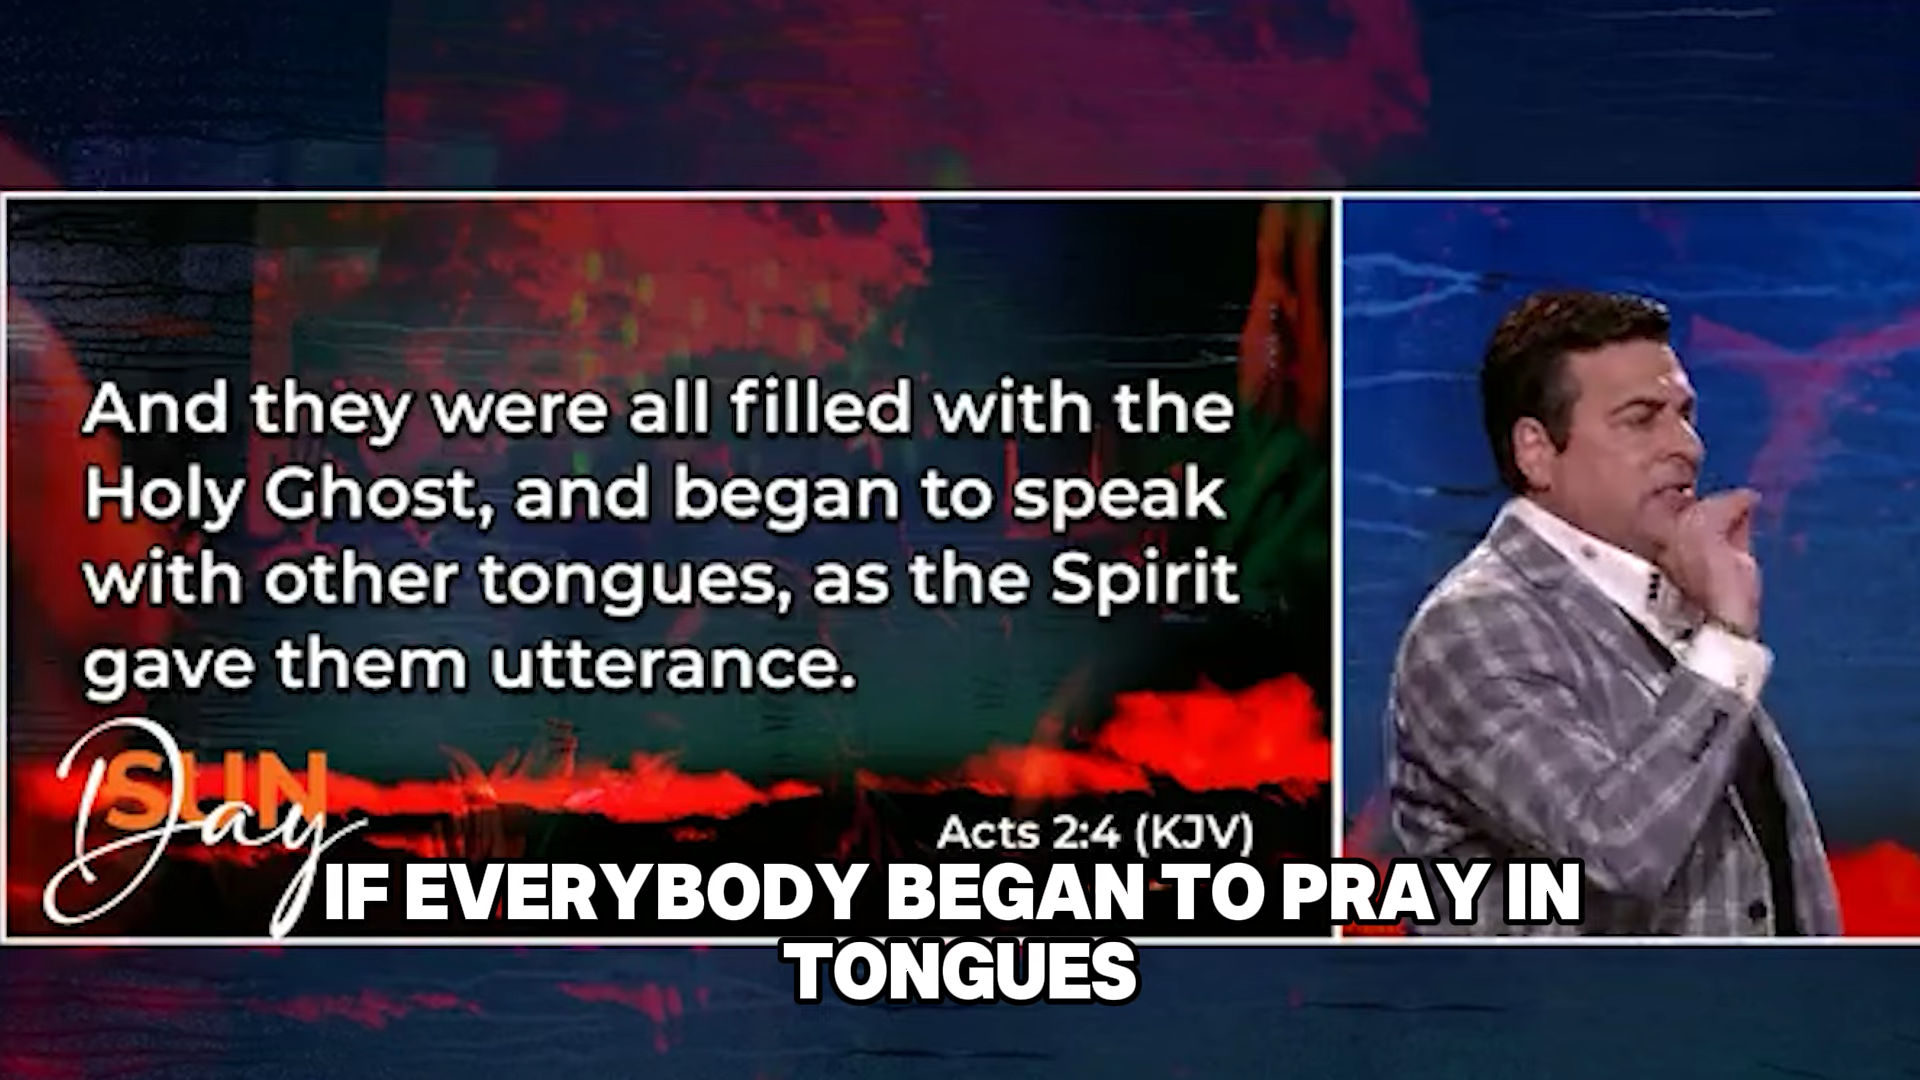 And they were all filled with the
Holy Ghost, and began to speak
with other tongues, as the Spirit
gave them utterance.
SUN
Day
Acts 2:4 (KJV)
IF EVERYBODY BEGAN TO PRAY IN
TONGUES